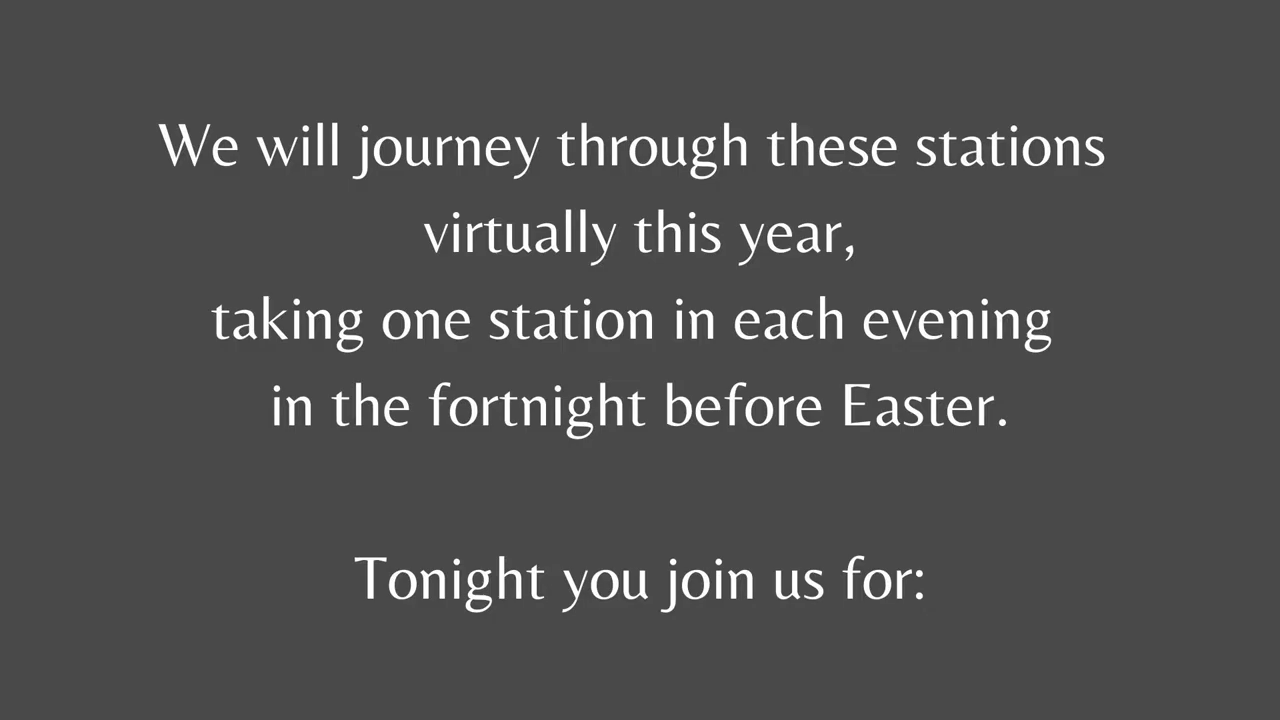 We will journey through these stations
virtually this year,
taking one station in each evening
in the fortnight before Easter.
Tonight you join us for: